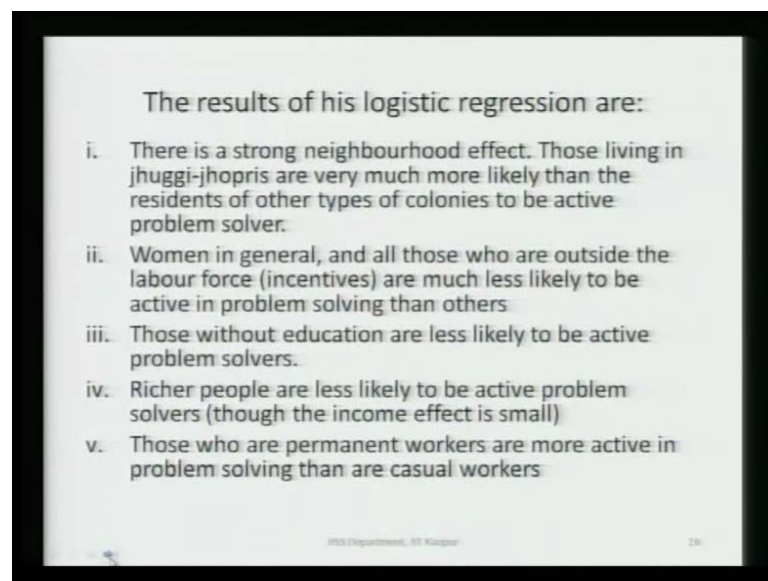 The results of his logistic regression are:
i. There is a strong neighbourhood effect. Those living in
jhuggi-jhopris are very much more likely than the
residents of other types of colonies to be active
problem solver.
ii. Women in general, and all those who are outside the
labour force (incentives) are much less likely to be
active in problem solving than others
iii. Those without education are less likely to be active
problem solvers.
iv. Richer people are less likely to be active problem
solvers (though the income effect is small)
v. Those who are permanent workers are more active in
problem solving than are casual workers
HSS Department, IIT Kanpur